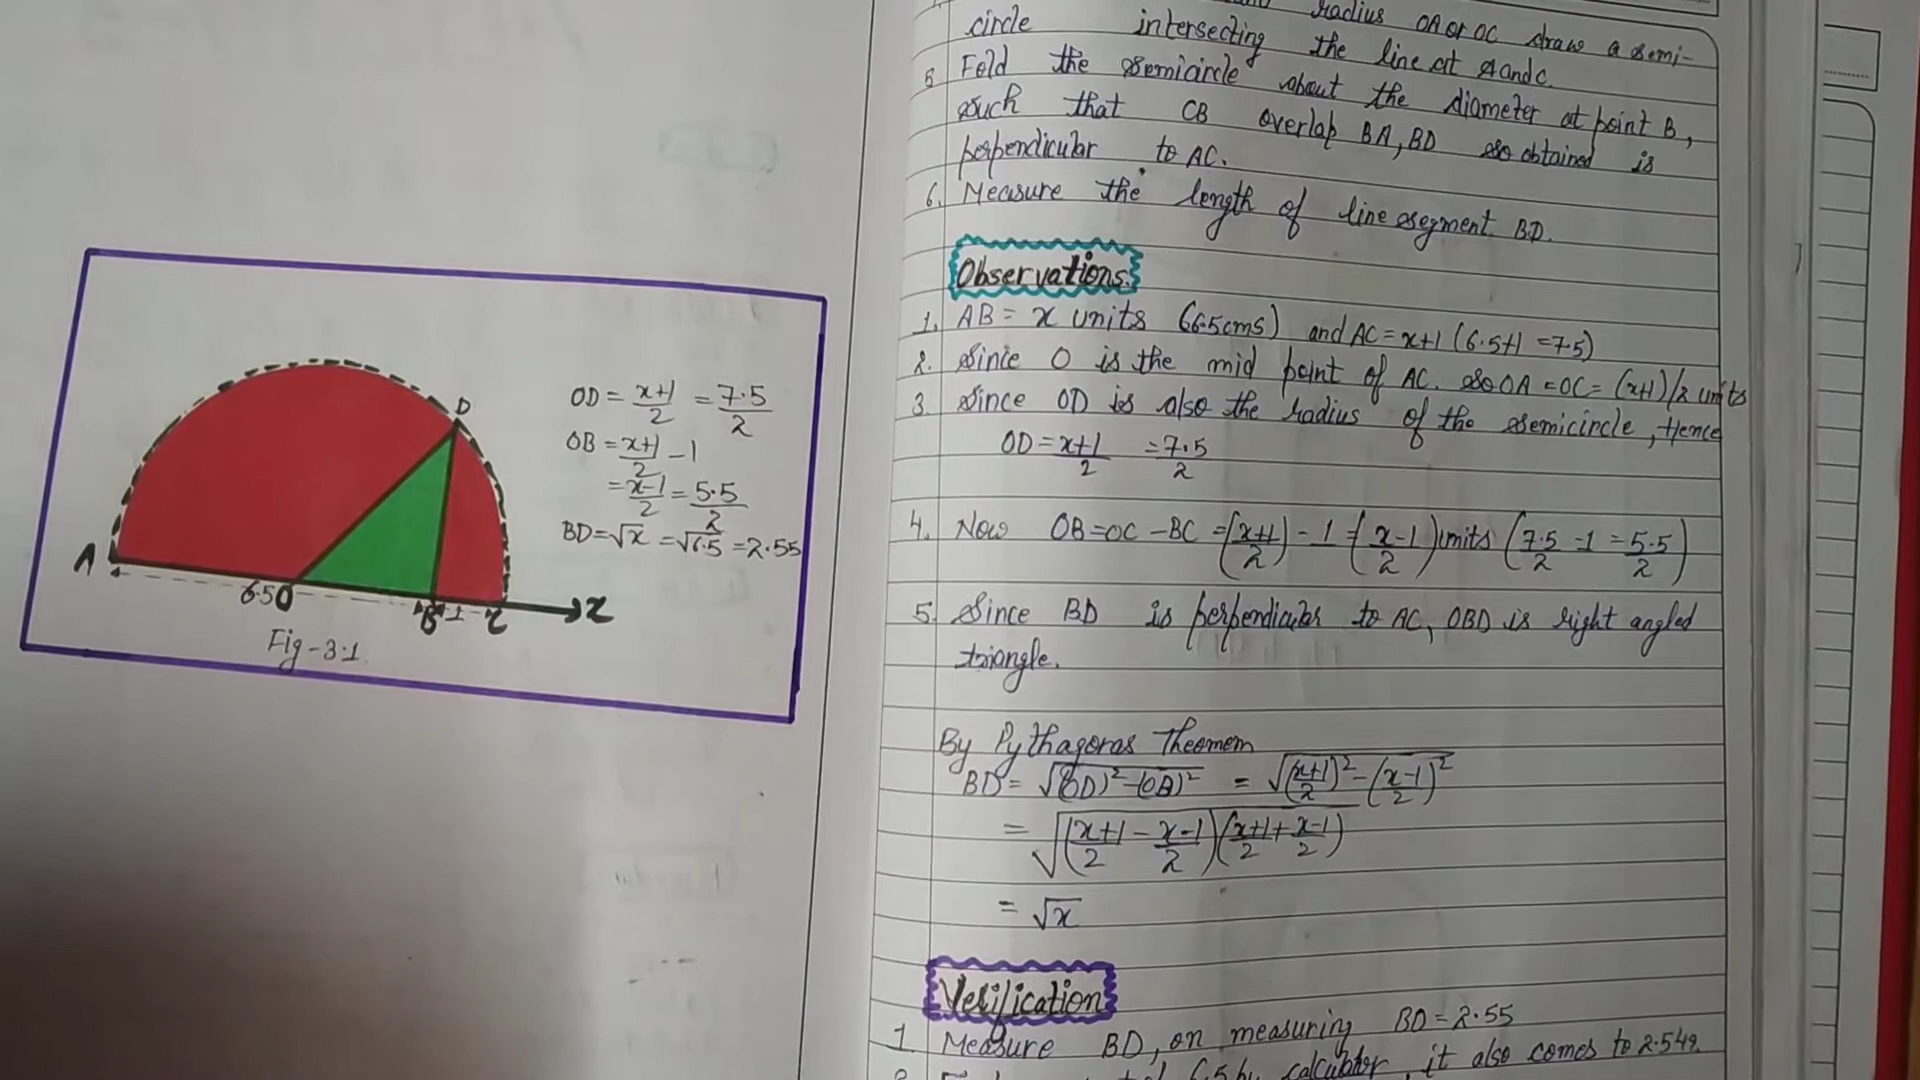 OD = x+1/2 = 7.5/2
OB = x+1/2 - 1
= x-1/2 = 5.5/2
BD = √x = √6.5 = 2.55
D
A
6.5 O
B 1 C
X
Fig-3.1.
radius OA or OC draw a semi-
circle intersecting the line at A and C.
5. Fold the semicircle about the diameter at point B,
such that CB overlap BA, BD so obtained is
perpendicular to AC.
6. Measure the length of line segment BD.
Observations.
1. AB = x units (6.5cms) and AC = x+1 (6.5+1 = 7.5)
2. Since O is the mid point of AC. so OA = OC = (x+1)/2 units
3. Since OD is also the radius of the semicircle, Hence
OD = x+1/2 = 7.5/2
4. Now OB = OC - BC = (x+1/2) - 1 = (x-1/2) units (7.5/2 - 1 = 5.5/2)
5. Since BD is perpendicular to AC, OBD is right angled
triangle.
By Pythagoras Theomem
BD = √(OD)² - (OB)² = √(x+1/2)² - (x-1/2)²
= √(x+1/2 - x-1/2)(x+1/2 + x-1/2)
= √x
Verification
1. Measure BD, on measuring BD = 2.55
6.5 by calculator, it also comes to 2.549.